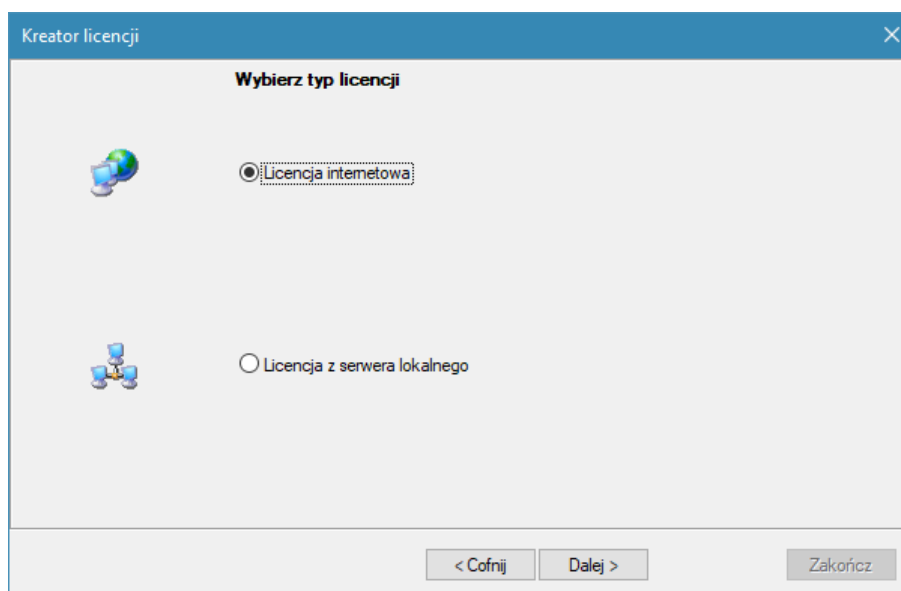 Kreator licencji
Wybierz typ licencji
Licencja internetowa
Licencja z serwera lokalnego
< Cofnij
Dalej >
Zakończ